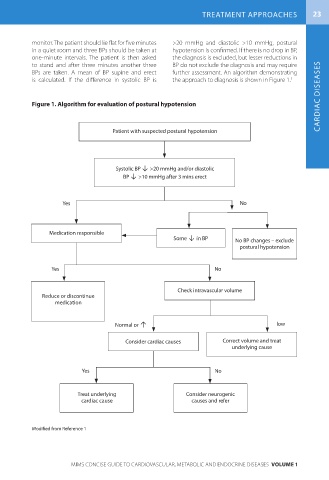 TREATMENT APPROACHES 23
monitor. The patient should lie flat for five minutes
in a quiet room and three BPs should be taken at
one-minute intervals. The patient is then asked
to stand and after three minutes another three
BPs are taken. A mean of BP supine and erect
is calculated. If the difference in systolic BP is
>20 mmHg and diastolic >10 mmHg, postural
hypotension is confirmed. If there is no drop in BP,
the diagnosis is excluded, but lesser reductions in
BP do not exclude the diagnosis and may require
further assessment. An algorithm demonstrating
the approach to diagnosis is shown in Figure 1.¹
CARDIAC DISEASES
Figure 1. Algorithm for evaluation of postural hypotension
Patient with suspected postural hypotension
Systolic BP ↓ >20 mmHg and/or diastolic
BP ↓ >10 mmHg after 3 mins erect
Yes
No
Medication responsible
Some ↓ in BP
No BP changes – exclude
postural hypotension
Yes
No
Reduce or discontinue
medication
Check intravascular volume
Normal or ↑
low
Consider cardiac causes
Correct volume and treat
underlying cause
Yes
No
Treat underlying
cardiac cause
Consider neurogenic
causes and refer
Modified from Reference 1
MIMS CONCISE GUIDE TO CARDIOVASCULAR, METABOLIC AND ENDOCRINE DISEASES VOLUME 1